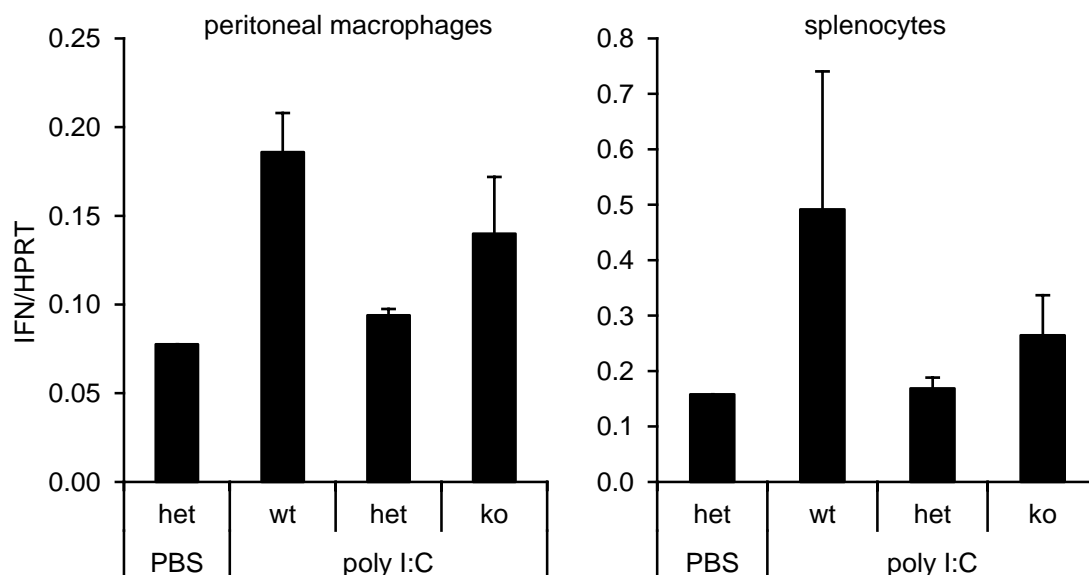 peritoneal macrophages
IFN/HPRT
0.25
0.20
0.15
0.10
0.05
0.00
het wt het ko
PBS poly I:C
splenocytes
0.8
0.7
0.6
0.5
0.4
0.3
0.2
0.1
0.0
het wt het ko
PBS poly I:C